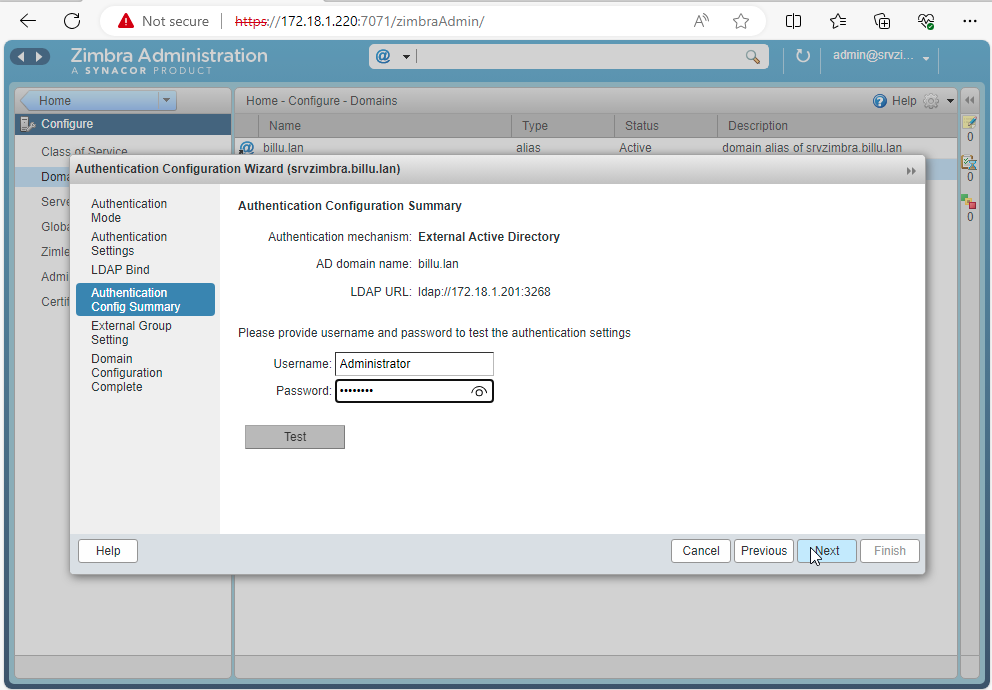 Not secure
https://172.18.1.220:7071/zimbraAdmin/
Zimbra Administration
A SYNACOR PRODUCT
@
admin@srvzi...
Home
Home - Configure - Domains
Help
Configure
Name Type Status Description
Class of Service
billu.lan alias Active domain alias of srvzimbra.billu.lan
0
0
0
Doma
Serve
Globa
Zimle
Admi
Certif
Authentication Configuration Wizard (srvzimbra.billu.lan)
Authentication
Mode
Authentication
Settings
LDAP Bind
Authentication
Config Summary
External Group
Setting
Domain
Configuration
Complete
Authentication Configuration Summary
Authentication mechanism: External Active Directory
AD domain name: billu.lan
LDAP URL: ldap://172.18.1.201:3268
Please provide username and password to test the authentication settings
Username: Administrator
Password: ••••••••
Test
Help
Cancel
Previous
Next
Finish